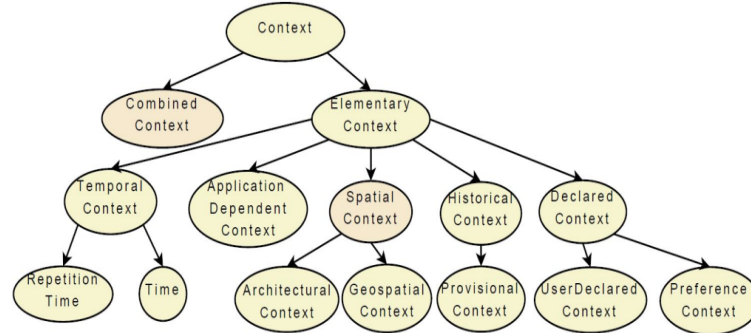 Context
Combined
Context
Elementary
Context
Temporal
Context
Application
Dependent
Context
Spatial
Context
Historical
Context
Declared
Context
Repetition
Time
Time
Architectural
Context
Geospatial
Context
Provisional
Context
UserDeclared
Context
Preference
Context